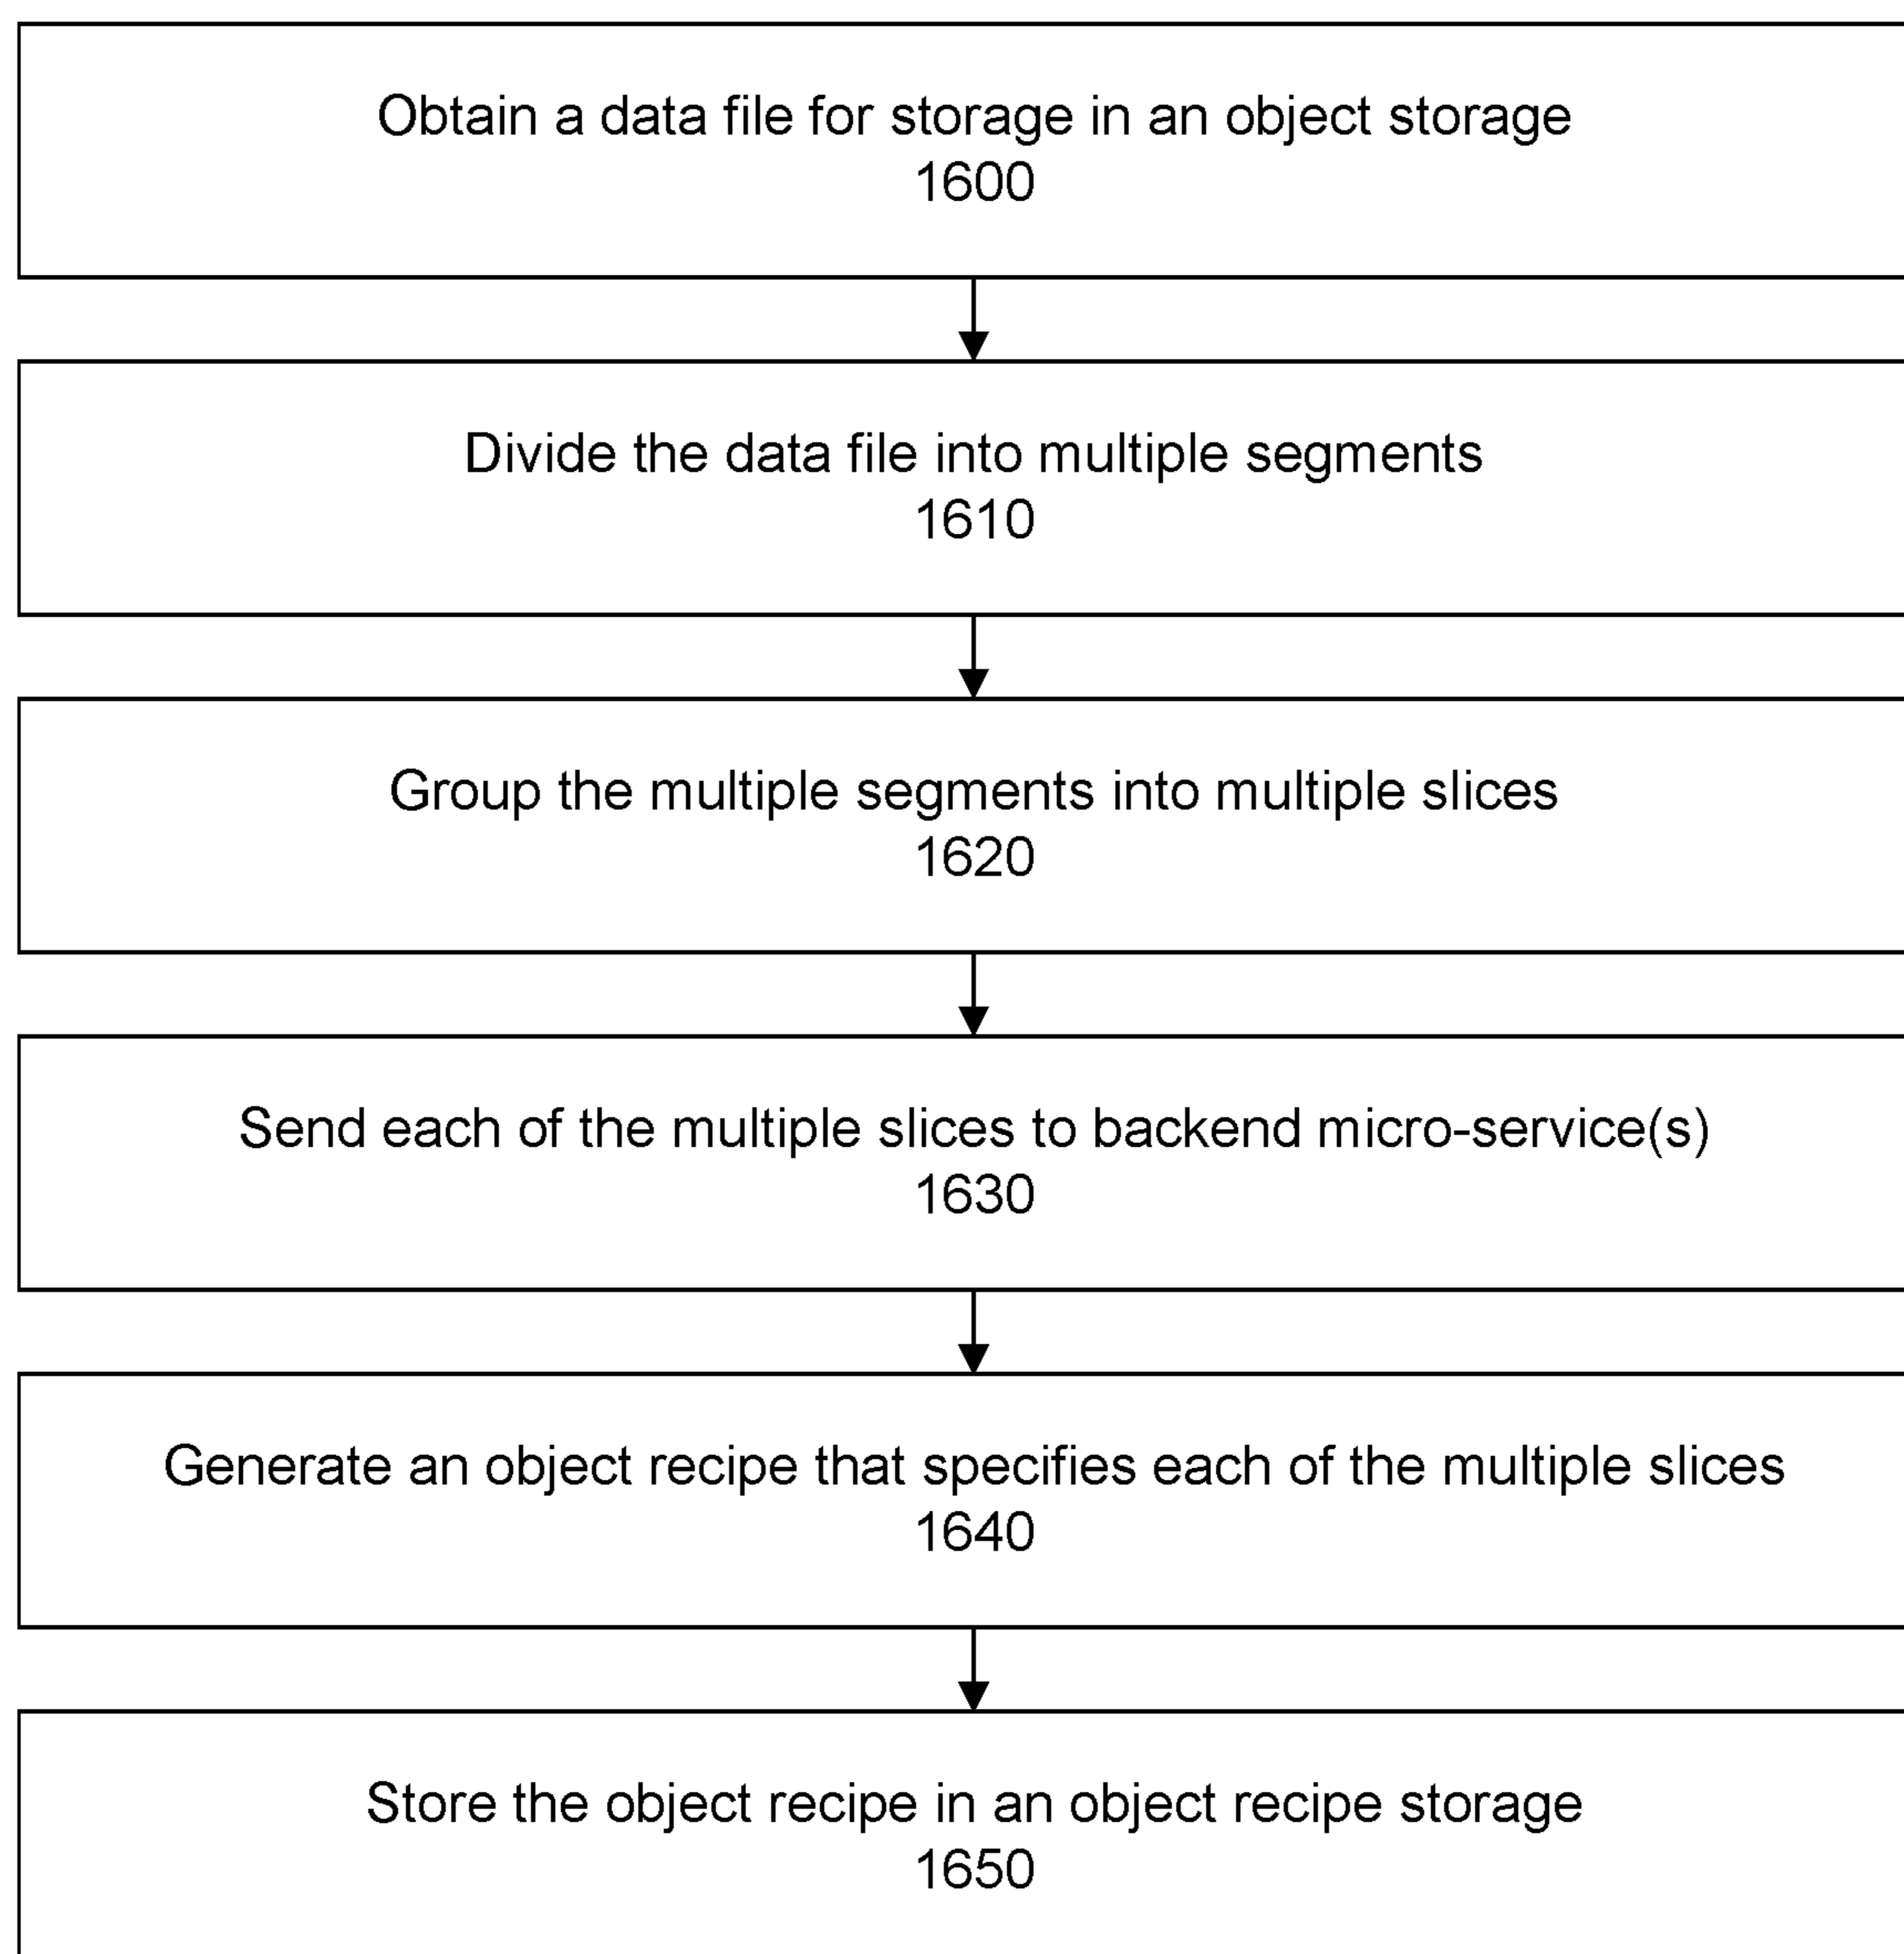 Obtain a data file for storage in an object storage
1600
Divide the data file into multiple segments
1610
Group the multiple segments into multiple slices
1620
Send each of the multiple slices to backend micro-service(s)
1630
Generate an object recipe that specifies each of the multiple slices
1640
Store the object recipe in an object recipe storage
1650